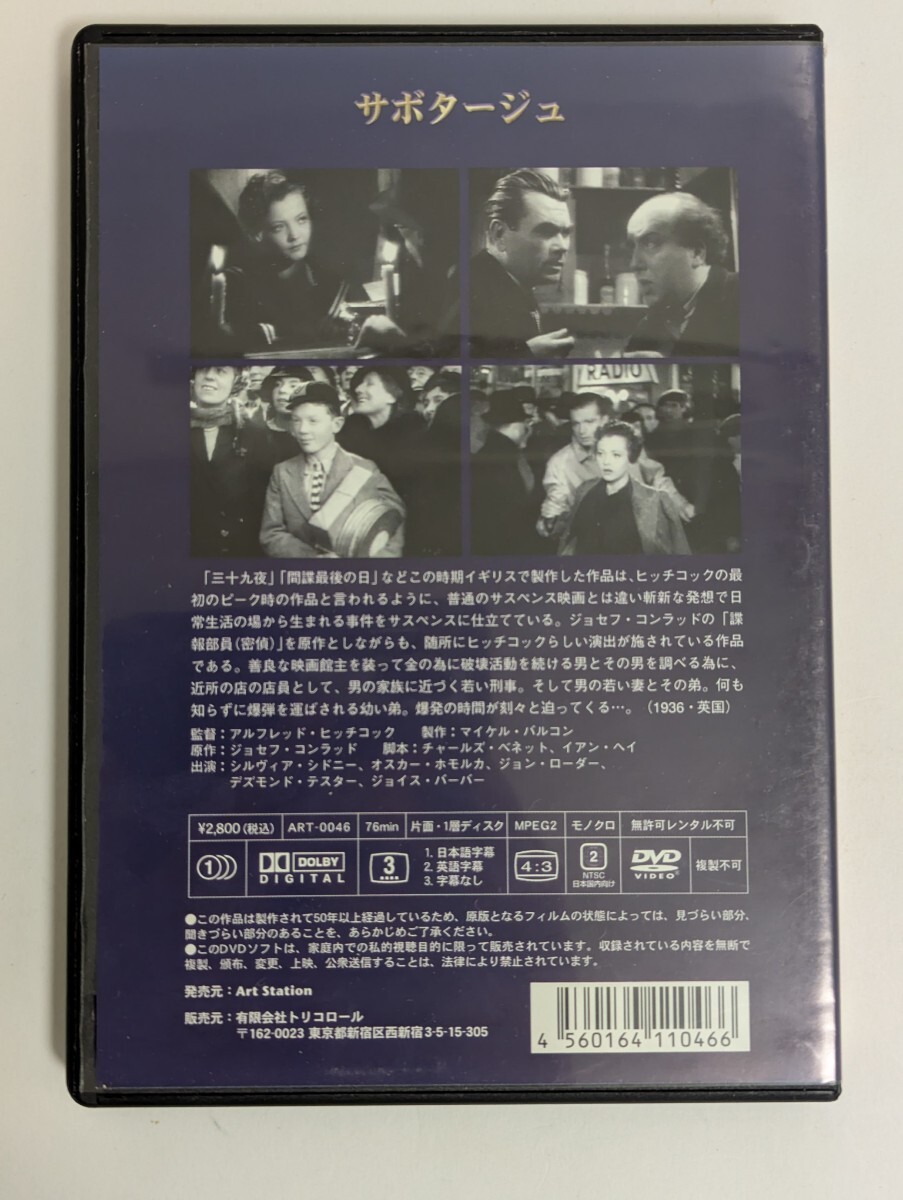 サボタージュ
RADIO
「三十九夜」「間諜最後の日」などこの時期イギリスで製作した作品は、ヒッチコックの最
初のピーク時の作品と言われるように、普通のサスペンス映画とは違い斬新な発想で日
常生活の場から生まれる事件をサスペンスに仕立てている。ジョセフ・コンラッドの「諜
報部員(密偵)」を原作としながらも、随所にヒッチコックらしい演出が施されている作品
である。善良な映画館主を装って金の為に破壊活動を続ける男とその男を調べる為に、
近所の店の店員として、男の家族に近づく若い刑事。そして男の若い妻とその弟。何も
知らずに爆弾を運ばされる幼い弟。爆発の時間が刻々と迫ってくる…。(1936・英国)
監督：アルフレッド・ヒッチコック　製作：マイケル・バルコン
原作：ジョセフ・コンラッド　脚本：チャールズ・ベネット、イアン・ヘイ
出演：シルヴィア・シドニー、オスカー・ホモルカ、ジョン・ローダー、
デズモンド・テスター、ジョイス・バーバー
¥2,800(税込) ART-0046 76min 片面・1層ディスク MPEG2 モノクロ 無許可レンタル不可
1 DOLBY DIGITAL 3 1. 日本語字幕 2. 英語字幕 3. 字幕なし 4:3 2 NTSC 日本国内向け DVD VIDEO 複製不可
●この作品は製作されて50年以上経過しているため、原版となるフィルムの状態によっては、見づらい部分、
聞きづらい部分のあることを、あらかじめご了承ください。
●このDVDソフトは、家庭内での私的視聴目的に限って販売されています。収録されている内容を無断で
複製、頒布、変更、上映、公衆送信することは、法律により禁止されています。
発売元：Art Station
販売元：有限会社トリコロール
〒162-0023 東京都新宿区西新宿3-5-15-305
4 560164 110466